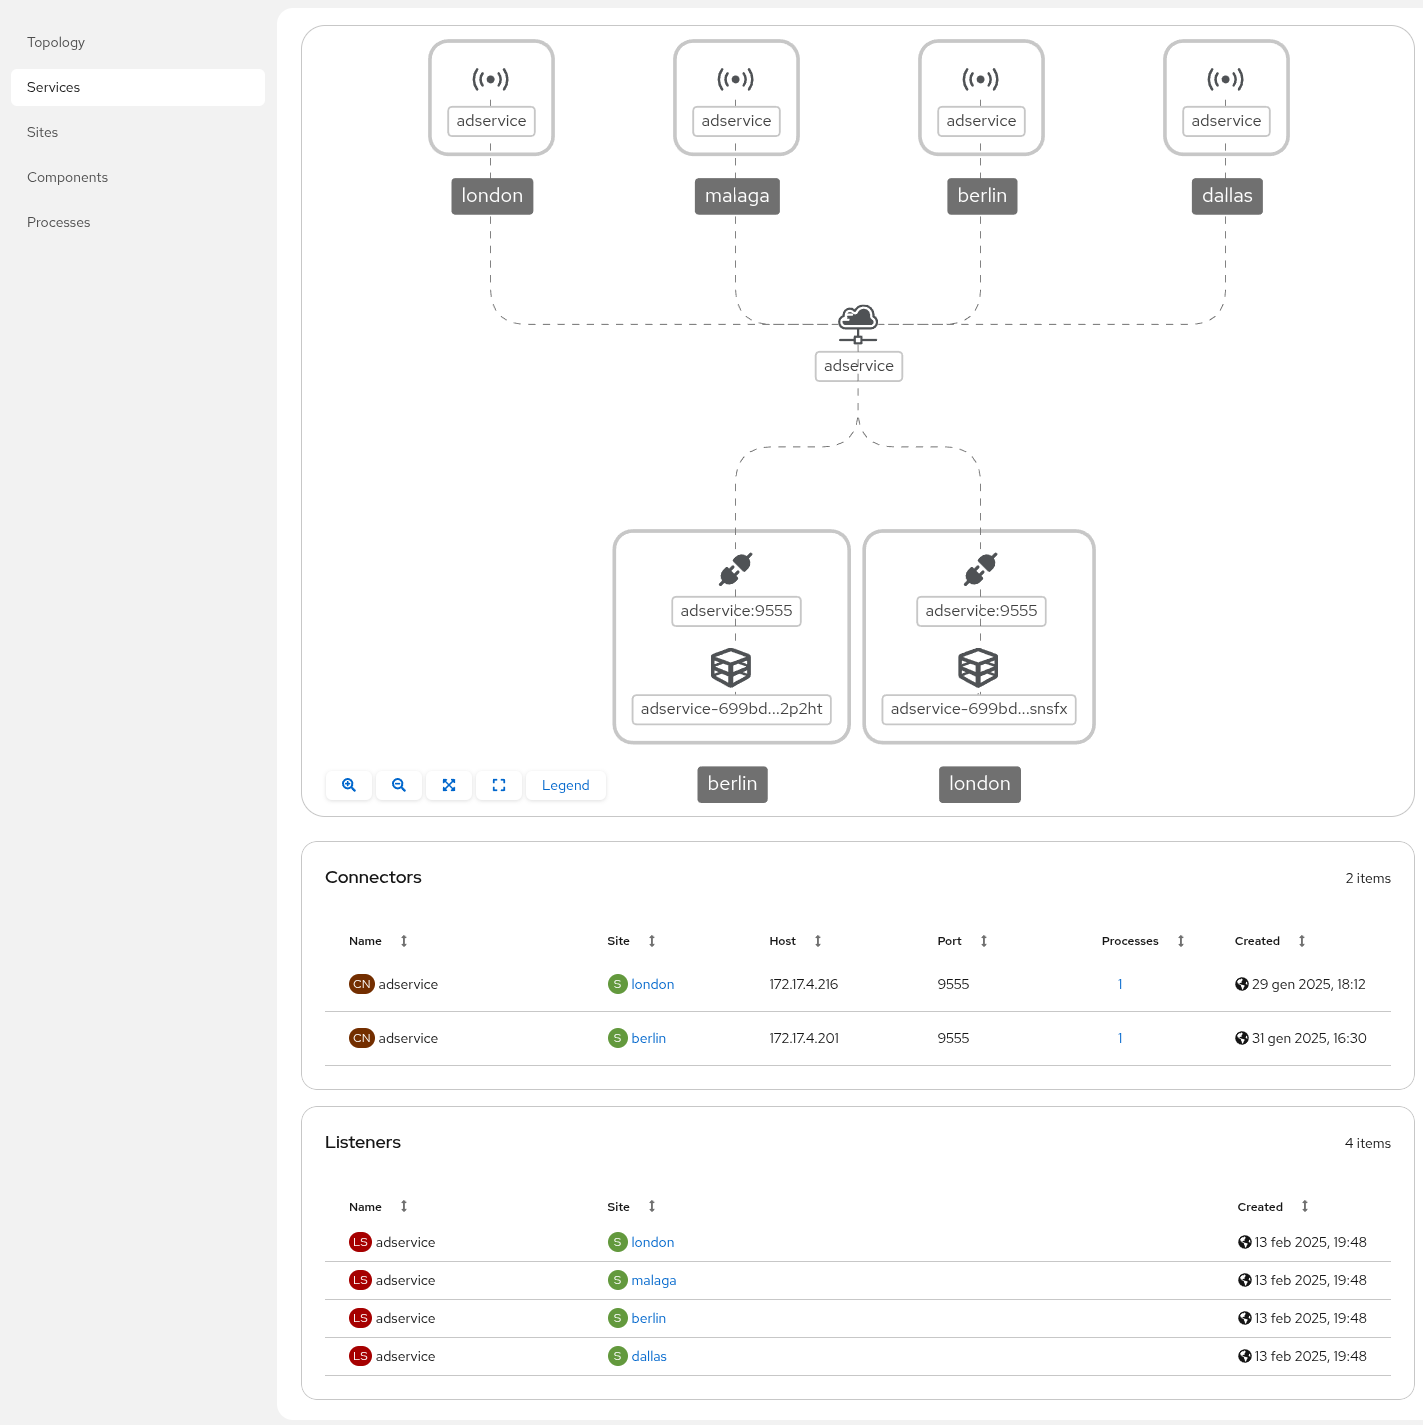 Topology
Services
Sites
Components
Processes
adservice adservice adservice adservice
london malaga berlin dallas
adservice
adservice:9555 adservice:9555
adservice-699bd...2p2ht adservice-699bd...snsfx
berlin london
Legend
Connectors 2 items
Name Site Host Port Processes Created
CN adservice S london 172.17.4.216 9555 1 29 gen 2025, 18:12
CN adservice S berlin 172.17.4.201 9555 1 31 gen 2025, 16:30
Listeners 4 items
Name Site Created
LS adservice S london 13 feb 2025, 19:48
LS adservice S malaga 13 feb 2025, 19:48
LS adservice S berlin 13 feb 2025, 19:48
LS adservice S dallas 13 feb 2025, 19:48